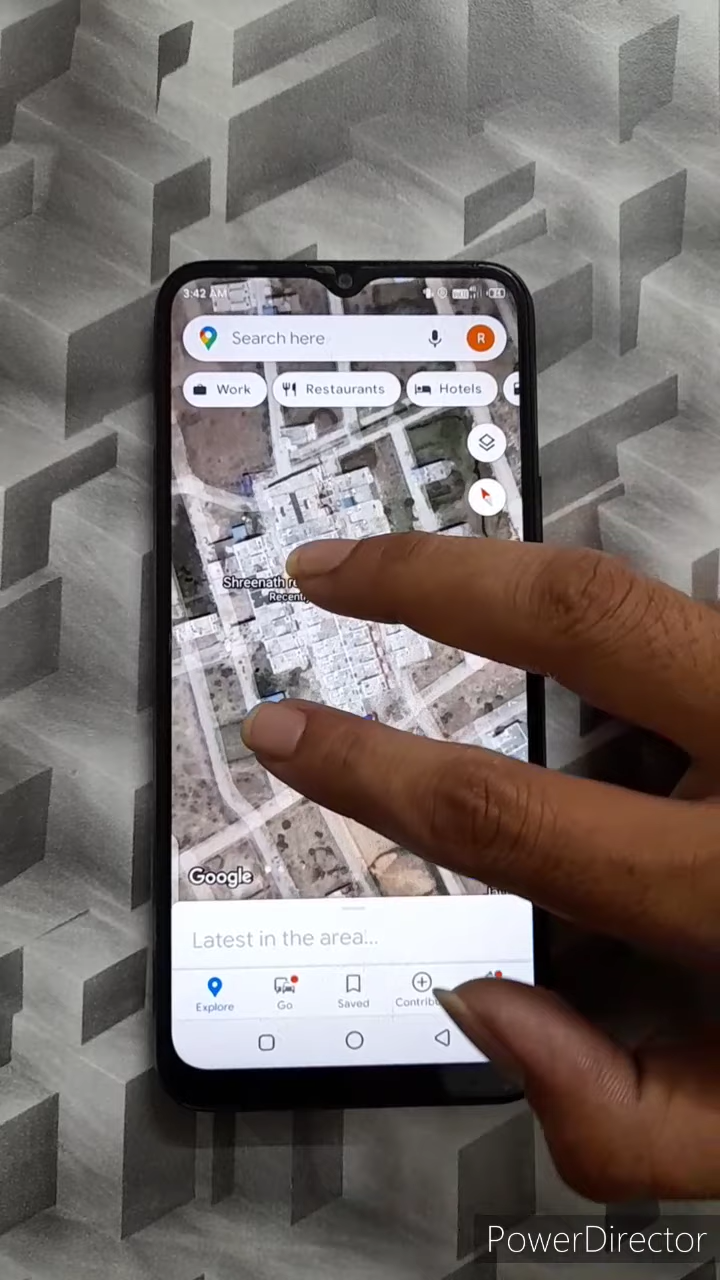 3:42 AM
Search here
R
Work
Restaurants
Hotels
Shreenath
Recent
Google
Latest in the area...
Explore
Go
Saved
Contrib
PowerDirector